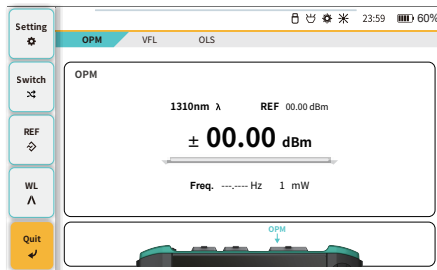 Setting
23:59 60%
OPM VFL OLS
Switch
OPM
1310nm λ REF 00.00 dBm
REF
± 00.00 dBm
WL
Λ
Freq. ---.---- Hz 1 mW
Quit
OPM